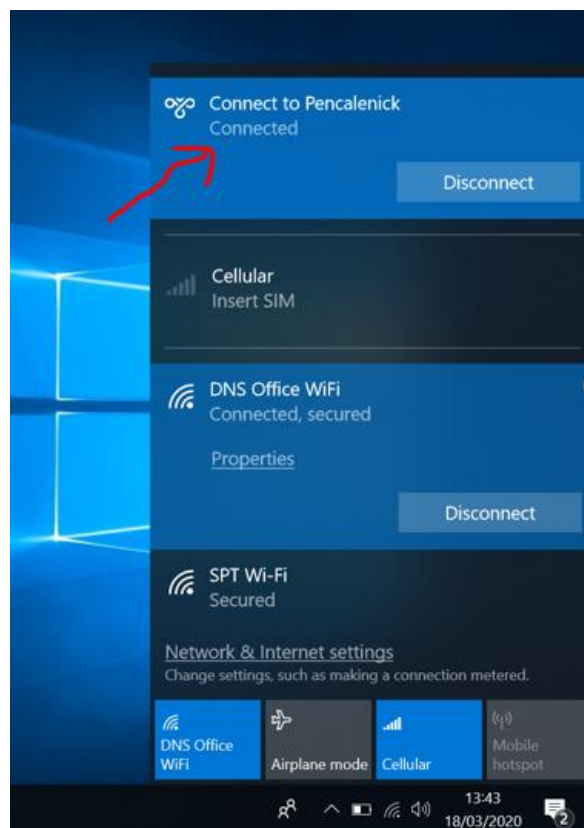 Connect to Pencalenick
Connected
Disconnect
Cellular
Insert SIM
DNS Office WiFi
Connected, secured
Properties
Disconnect
SPT Wi-Fi
Secured
Network & Internet settings
Change settings, such as making a connection metered.
DNS Office
WiFi
Airplane mode
Cellular
Mobile
hotspot
13:43
18/03/2020
2